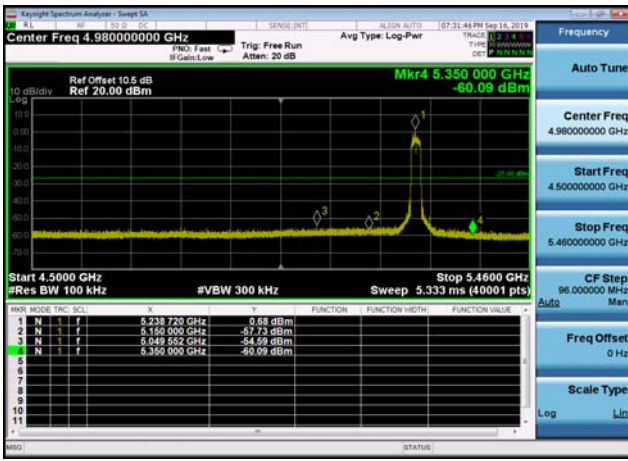 Keysight Spectrum Analyzer - Swept SA
RL RF 50 Ω DC SENSE:INT ALIGN AUTO 07:31:46 PM Sep 16, 2019
Center Freq 4.980000000 GHz
PNO: Fast
IFGain:Low
Trig: Free Run
Atten: 20 dB
Avg Type: Log-Pwr
TRACE 1 2 3 4 5 6
TYPE
DET P N N N N N
Ref Offset 10.5 dB
10 dB/div Ref 20.00 dBm
Log
Mkr4 5.350 000 GHz
-60.09 dBm
10.0
0.00
-10.0
-20.0
-30.0
-40.0
-50.0
-60.0
-70.0
-27.00 dBm
1
2
3
4
Start 4.5000 GHz
Stop 5.4600 GHz
#Res BW 100 kHz
#VBW 300 kHz
Sweep 5.333 ms (40001 pts)
MKR MODE TRC SCL X Y FUNCTION FUNCTION WIDTH FUNCTION VALUE
1 N 1 f 5.238 720 GHz 0.68 dBm
2 N 1 f 5.150 000 GHz -57.73 dBm
3 N 1 f 5.049 552 GHz -54.59 dBm
4 N 1 f 5.350 000 GHz -60.09 dBm
5
6
7
8
9
10
11
MSG
STATUS
Frequency
Auto Tune
Center Freq
4.980000000 GHz
Start Freq
4.500000000 GHz
Stop Freq
5.460000000 GHz
CF Step
96.000000 MHz
Auto Man
Freq Offset
0 Hz
Scale Type
Log Lin